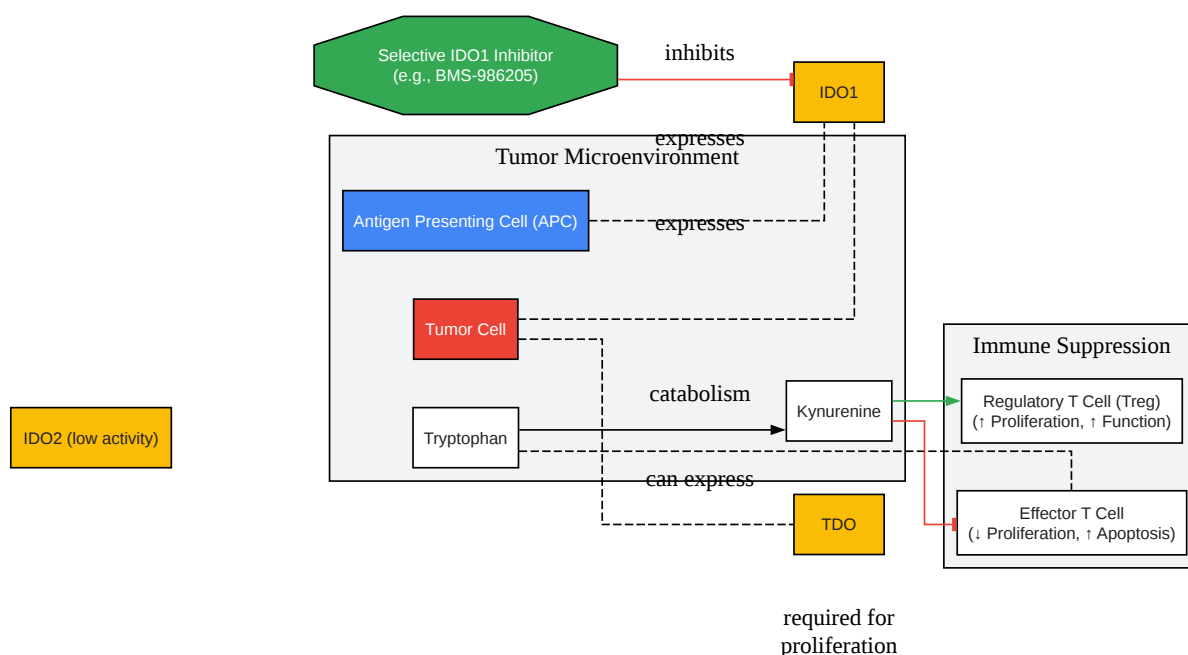 Selective IDO1 Inhibitor
(e.g., BMS-986205)
inhibits
IDO1
expresses
Tumor Microenvironment
Antigen Presenting Cell (APC)
expresses
Tumor Cell
Immune Suppression
catabolism
Kynurenine
Regulatory T Cell (Treg)
(↑ Proliferation, ↑ Function)
IDO2 (low activity)
Tryptophan
can express
TDO
Effector T Cell
(↓ Proliferation, ↑ Apoptosis)
required for
proliferation